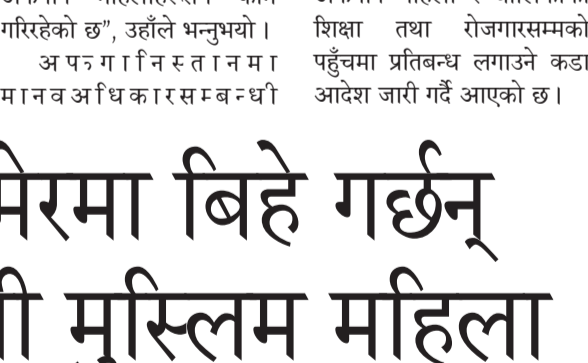 गरिरहेको छ”, उहाँले भन्नुभयो ।
अफगानिस्तानमा
मानवअधिकारसम्बन्धी
शिक्षा तथा रोजगारसम्मको
पहुँचमा प्रतिबन्ध लगाउने कडा
आदेश जारी गर्दै आएको छ ।
बिहे गर्छन्
मुस्लिम महिला